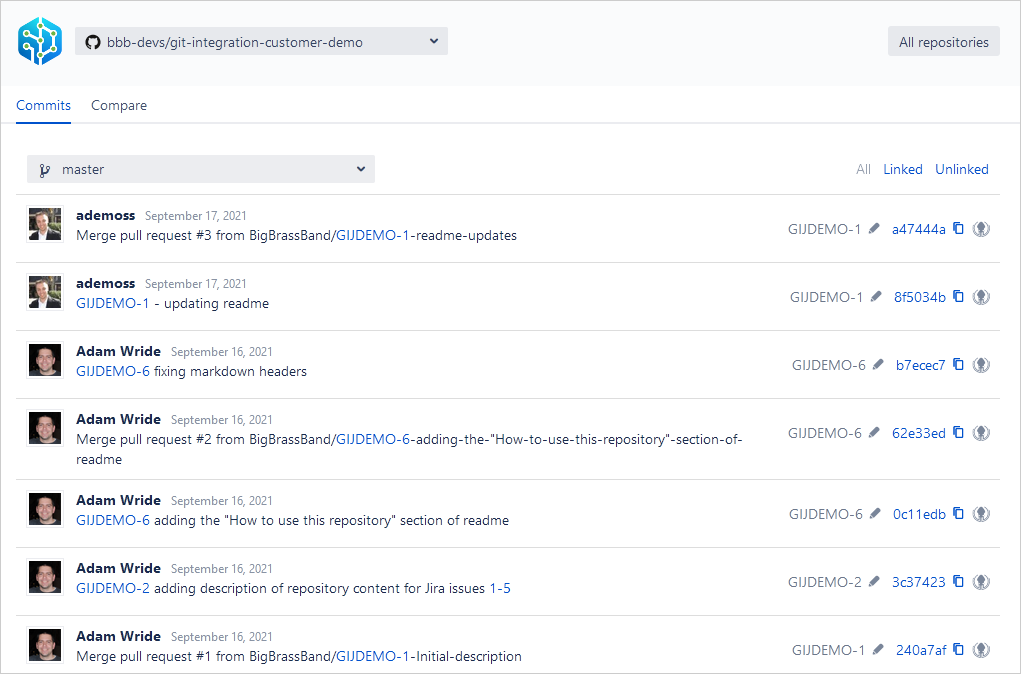 bbb-devs/git-integration-customer-demo
All repositories
Commits Compare
master
All Linked Unlinked
ademoss September 17, 2021
Merge pull request #3 from BigBrassBand/GIJDEMO-1-readme-updates
GIJDEMO-1 a47444a
ademoss September 17, 2021
GIJDEMO-1 - updating readme
GIJDEMO-1 8f5034b
Adam Wride September 16, 2021
GIJDEMO-6 fixing markdown headers
GIJDEMO-6 b7ecec7
Adam Wride September 16, 2021
Merge pull request #2 from BigBrassBand/GIJDEMO-6-adding-the-"How-to-use-this-repository"-section-of-
readme
GIJDEMO-6 62e33ed
Adam Wride September 16, 2021
GIJDEMO-6 adding the "How to use this repository" section of readme
GIJDEMO-6 0c11edb
Adam Wride September 16, 2021
GIJDEMO-2 adding description of repository content for Jira issues 1-5
GIJDEMO-2 3c37423
Adam Wride September 16, 2021
Merge pull request #1 from BigBrassBand/GIJDEMO-1-Initial-description
GIJDEMO-1 240a7af